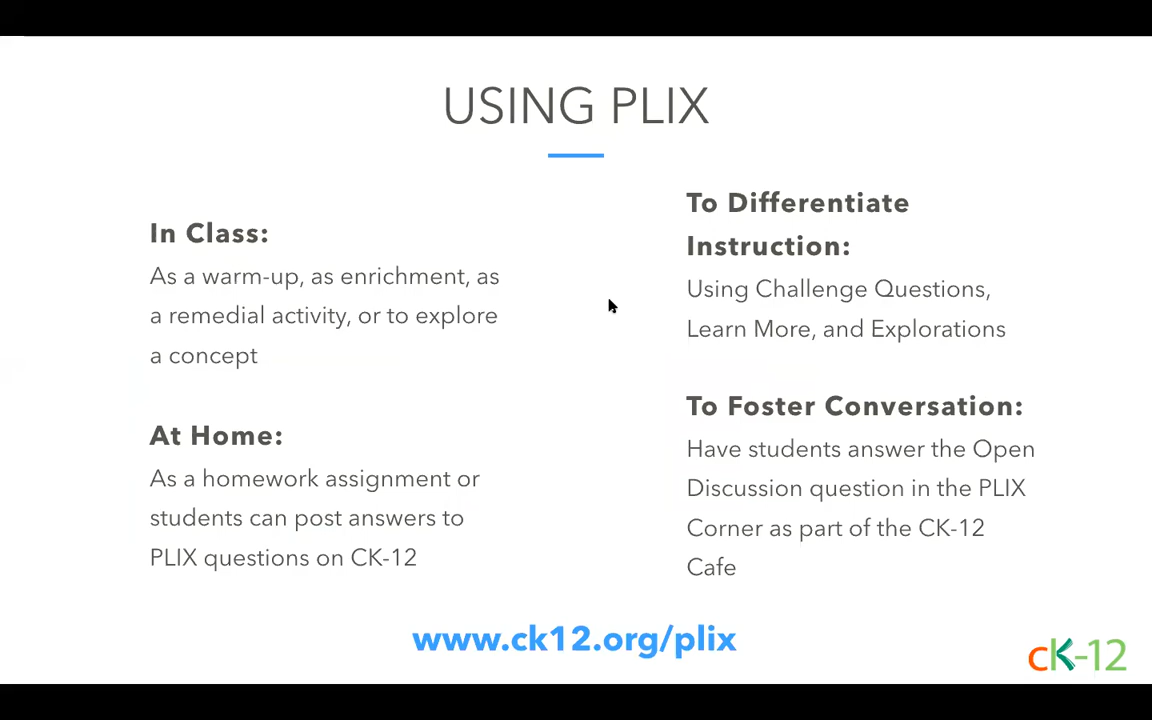 USING PLIX
In Class:
As a warm-up, as enrichment, as
a remedial activity, or to explore
a concept
At Home:
As a homework assignment or
students can post answers to
PLIX questions on CK-12
To Differentiate
Instruction:
Using Challenge Questions,
Learn More, and Explorations
To Foster Conversation:
Have students answer the Open
Discussion question in the PLIX
Corner as part of the CK-12
Cafe
www.ck12.org/plix
cK-12